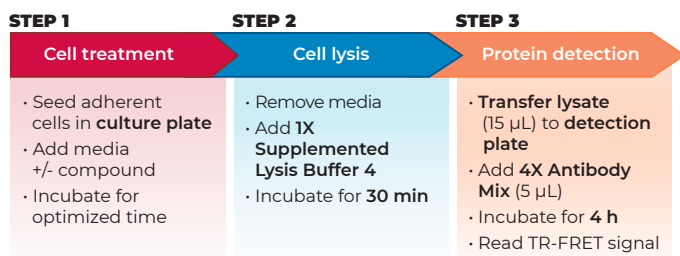 STEP 1
Cell treatment
· Seed adherent
cells in culture plate
· Add media
+/- compound
· Incubate for
optimized time
STEP 2
Cell lysis
· Remove media
· Add 1X
Supplemented
Lysis Buffer 4
· Incubate for 30 min
STEP 3
Protein detection
· Transfer lysate
(15 µL) to detection
plate
· Add 4X Antibody
Mix (5 µL)
· Incubate for 4 h
· Read TR-FRET signal